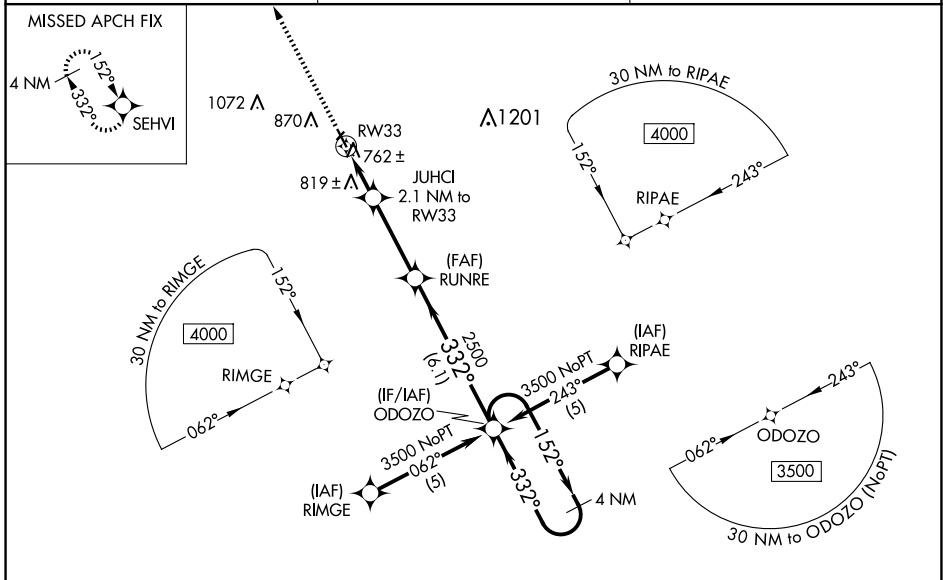 MISSED APCH FIX
4 NM
152°
332°
SEHVI
1072
870
RW33
762 ±
819 ±
JUHCI
2.1 NM to
RW33
1201
30 NM to RIPAE
4000
152°
243°
RIPAE
(FAF)
RUNRE
30 NM to RIMGE
4000
152°
RIMGE
062°
2500
332°
(6.1)
(IAF)
RIPAE
3500 NoPT
243°
(5)
(IF/IAF)
ODOZO
3500 NoPT
062°
(5)
(IAF)
RIMGE
152°
332°
4 NM
243°
062°
ODOZO
3500
30 NM to ODOZO (NoPT)